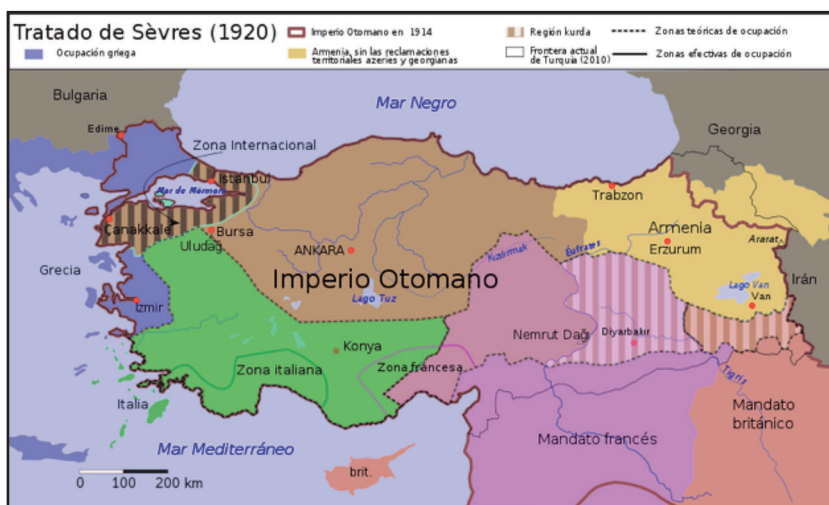 Tratado de Sèvres (1920)
Ocupación griega
Imperio Otomano en 1914
Armenia, sin las reclamaciones
territoriales azeries y georgianas
Región kurda
Frontera actual
de Turquía (2010)
Zonas teóricas de ocupación
Zonas efectivas de ocupación
Bulgaria
Mar Negro
Georgia
Edirne
Zona Internacional
Istanbul
Mar de Mármara
Çanakkale
Bursa
Uludağ
Trabzon
Armenia
Erzurum
Ararat
ANKARA
Kızılırmak
Éufrates
Grecia
Imperio Otomano
Lago Tuz
Lago Van
Van
Irán
Izmir
Nemrut Daği
Diyarbakır
Konya
Zona italiana
Zona francesa
Tigris
Italia
Mandato
británico
Mandato francés
Mar Mediterráneo
brit.
0 100 200 km